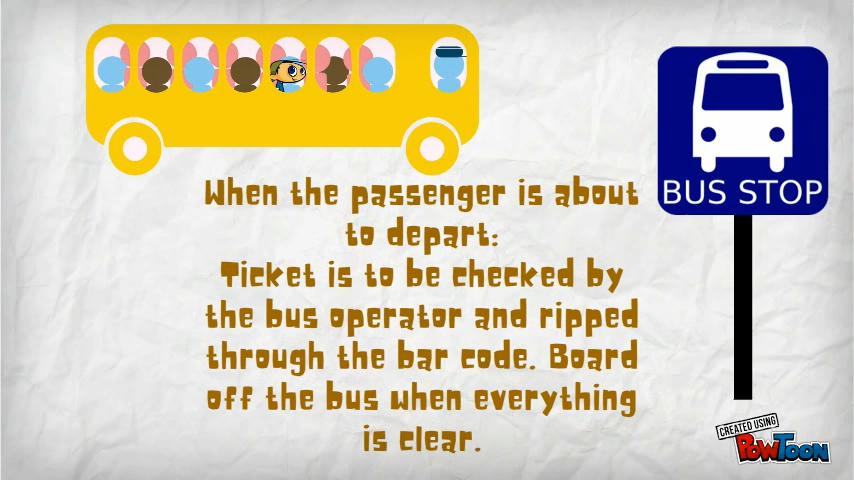 When the passenger is about
to depart:
Ticket is to be checked by
the bus operator and ripped
through the bar code. Board
off the bus when everything
is clear.
BUS STOP
CREATED USING
POWTOON